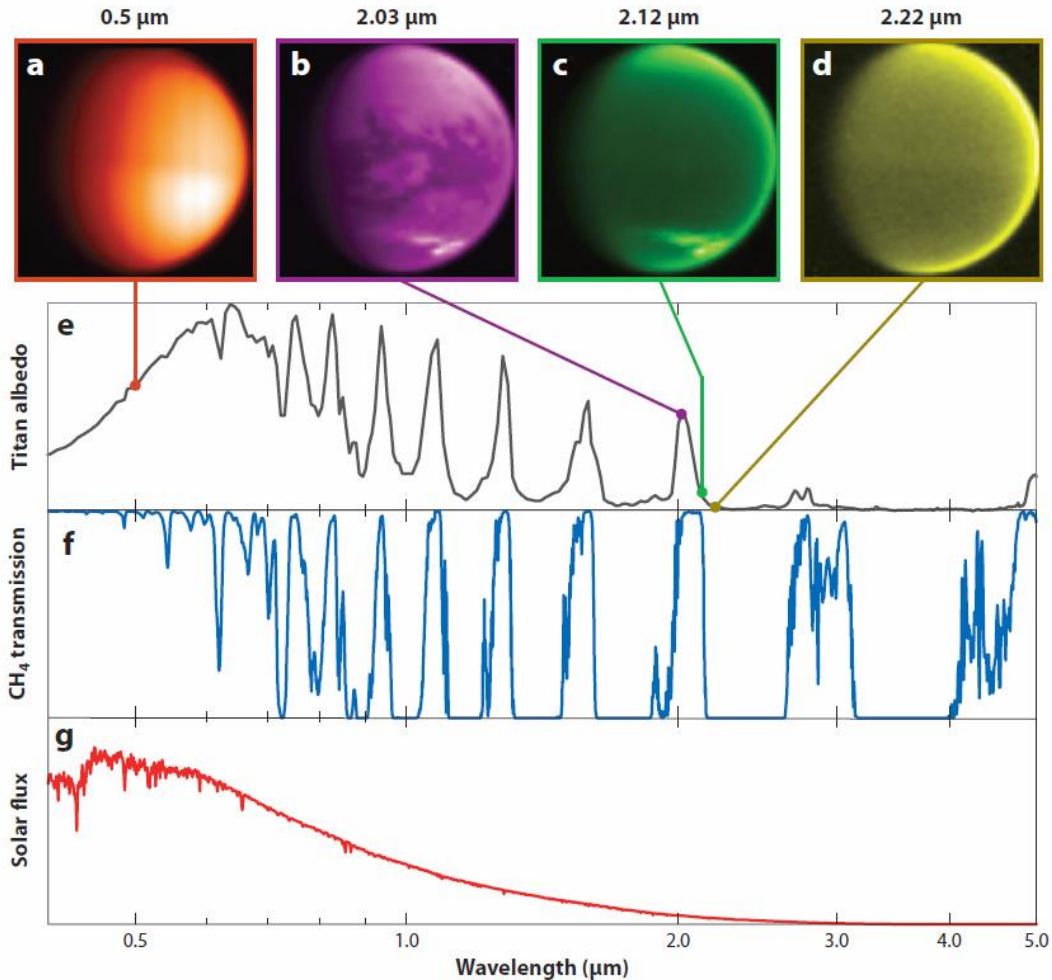 0.5 µm 2.03 µm 2.12 µm 2.22 µm
a b c d
e
Titan albedo
f
CH₄ transmission
g
Solar flux
0.5 1.0 2.0 3.0 4.0 5.0
Wavelength (µm)